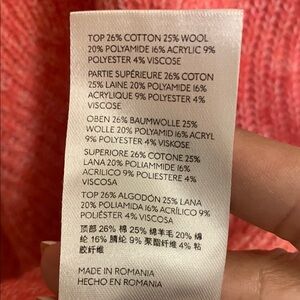 TOP 26% COTTON 25% WOOL
20% POLYAMIDE 16% ACRYLIC 9%
POLYESTER 4% VISCOSE
PARTIE SUPÉRIEURE 26% COTON
25% LAINE 20% POLYAMIDE 16%
ACRYLIQUE 9% POLYESTER 4%
VISCOSE
OBEN 26% BAUMWOLLE 25%
WOLLE 20% POLYAMID 16% ACRYL
9% POLYESTER 4% VISKOSE
SUPERIORE 26% COTONE 25%
LANA 20% POLIAMMIDE 16%
ACRILICO 9% POLIESTERE 4%
VISCOSA
TOP 26% ALGODÓN 25% LANA
20% POLIAMIDA 16% ACRÍLICO 9%
POLIÉSTER 4% VISCOSA
顶部 26% 棉 25% 绵羊毛 20% 绵
纶 16% 腈纶 9% 聚酯纤维 4% 粘
胶纤维
MADE IN ROMANIA
HECHO EN ROMANIA